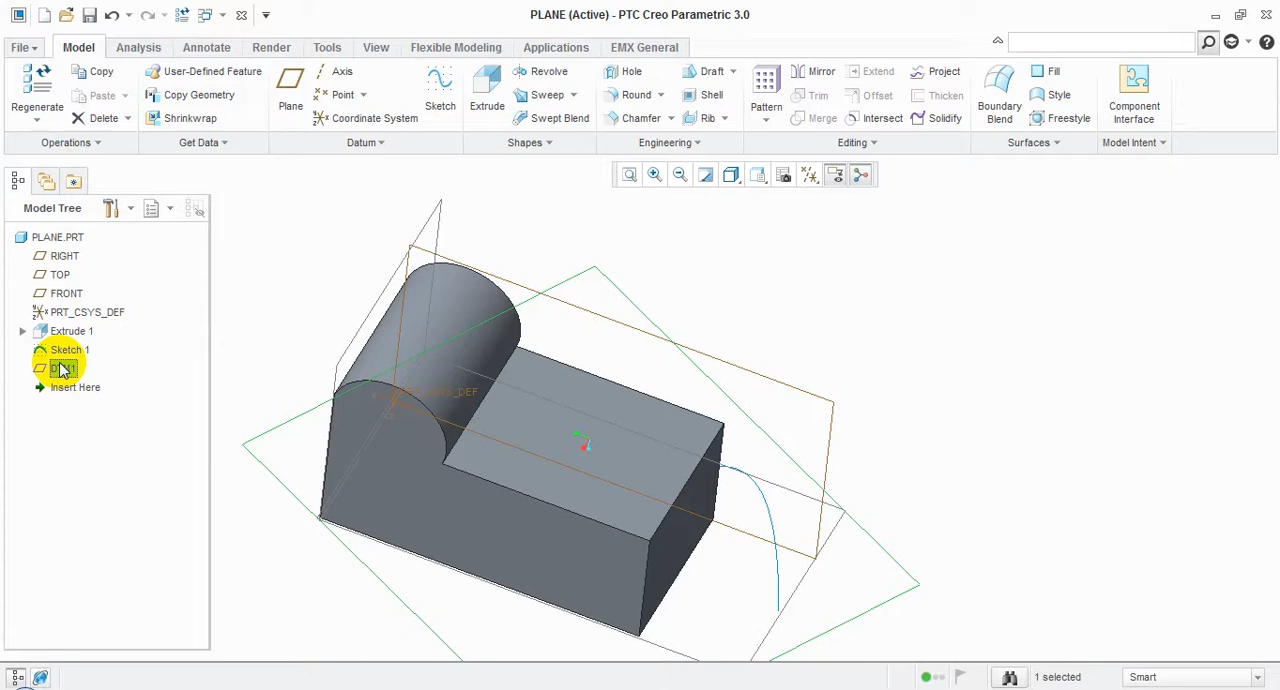 PLANE (Active) - PTC Creo Parametric 3.0
File Model Analysis Annotate Render Tools View Flexible Modeling Applications EMX General
Regenerate
Copy
Paste
Delete
Operations
User-Defined Feature
Copy Geometry
Shrinkwrap
Get Data
Plane
Axis
Point
Coordinate System
Sketch
Datum
Extrude
Revolve
Sweep
Swept Blend
Shapes
Hole
Round
Chamfer
Draft
Shell
Rib
Engineering
Pattern
Mirror
Trim
Merge
Extend
Offset
Intersect
Project
Thicken
Solidify
Editing
Boundary
Blend
Fill
Style
Freestyle
Surfaces
Component
Interface
Model Intent
Model Tree
PLANE.PRT
RIGHT
TOP
FRONT
PRT_CSYS_DEF
Extrude 1
Sketch 1
Insert Here
1 selected
Smart